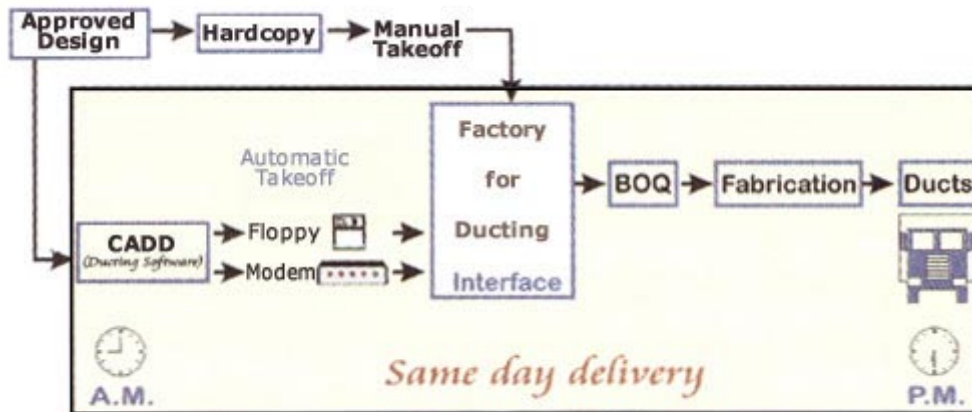 Approved
Design
Hardcopy
Manual
Takeoff
Automatic
Takeoff
CADD
(Ducting Software)
Floppy
Modem
Factory
for
Ducting
Interface
BOQ
Fabrication
Ducts
A.M.
Same day delivery
P.M.